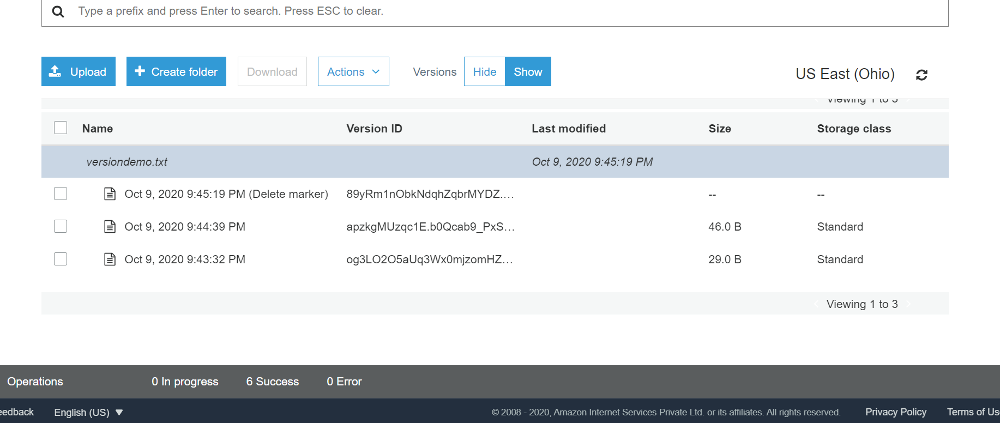 Type a prefix and press Enter to search. Press ESC to clear.
Upload
Create folder
Download
Actions
Versions
Hide
Show
US East (Ohio)
Viewing 1 to 3
Name Version ID Last modified Size Storage class
versiondemo.txt Oct 9, 2020 9:45:19 PM
Oct 9, 2020 9:45:19 PM (Delete marker) 89yRm1nObkNdqhZqbrMYDZ.… -- --
Oct 9, 2020 9:44:39 PM apzkgMUzqc1E.b0Qcab9_PxS… 46.0 B Standard
Oct 9, 2020 9:43:32 PM og3LO2O5aUq3Wx0mjzomHZ… 29.0 B Standard
Viewing 1 to 3
Operations 0 In progress 6 Success 0 Error
eedback English (US) © 2008 - 2020, Amazon Internet Services Private Ltd. or its affiliates. All rights reserved. Privacy Policy Terms of Us